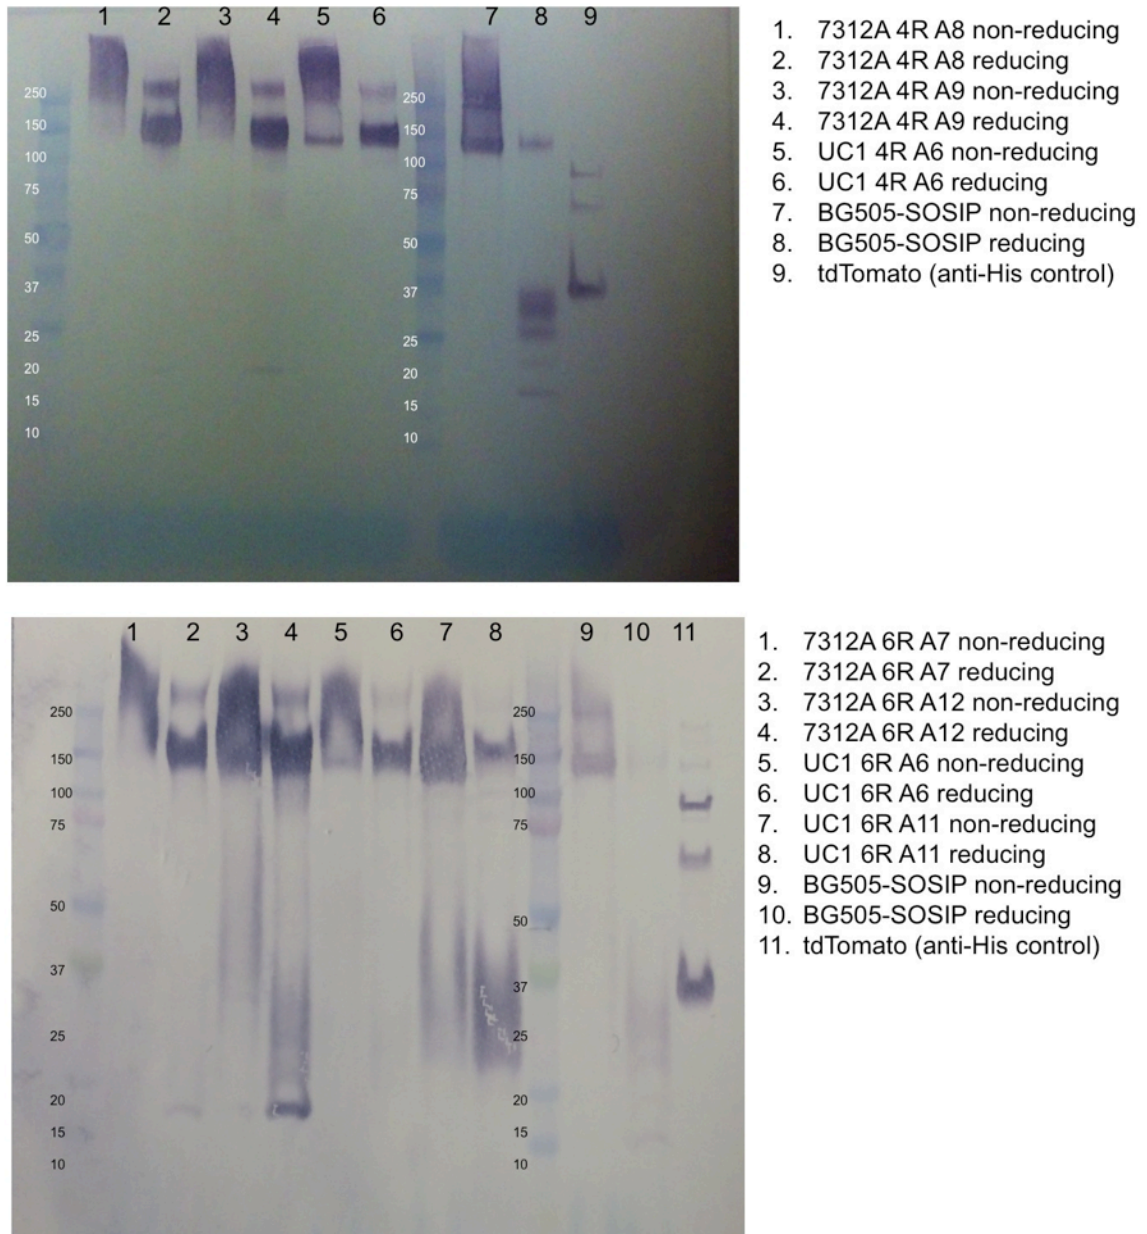 1 2 3 4 5 6 7 8 9
250 250
150 150
100 100
75 75
50 50
37 37
25 25
20 20
15 15
10 10
1. 7312A 4R A8 non-reducing
2. 7312A 4R A8 reducing
3. 7312A 4R A9 non-reducing
4. 7312A 4R A9 reducing
5. UC1 4R A6 non-reducing
6. UC1 4R A6 reducing
7. BG505-SOSIP non-reducing
8. BG505-SOSIP reducing
9. tdTomato (anti-His control)
1 2 3 4 5 6 7 8 9 10 11
250 250
150 150
100 100
75 75
50 50
37 37
25 25
20 20
15 15
10 10
1. 7312A 6R A7 non-reducing
2. 7312A 6R A7 reducing
3. 7312A 6R A12 non-reducing
4. 7312A 6R A12 reducing
5. UC1 6R A6 non-reducing
6. UC1 6R A6 reducing
7. UC1 6R A11 non-reducing
8. UC1 6R A11 reducing
9. BG505-SOSIP non-reducing
10. BG505-SOSIP reducing
11. tdTomato (anti-His control)